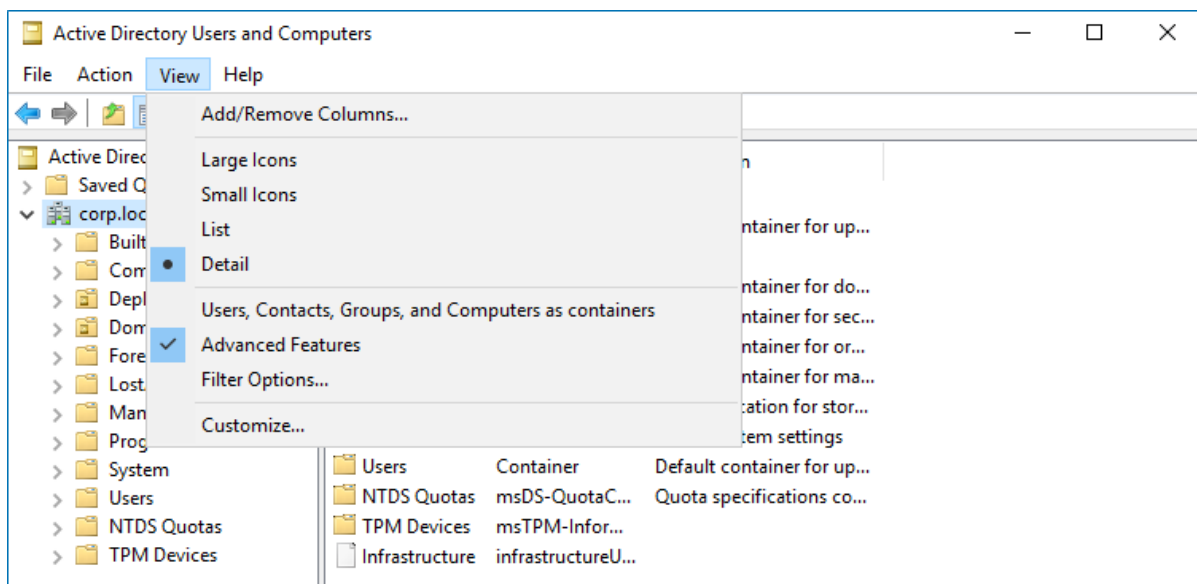 Active Directory Users and Computers
File Action View Help
Add/Remove Columns...
Large Icons
Small Icons
List
Detail
Users, Contacts, Groups, and Computers as containers
Advanced Features
Filter Options...
Customize...
Active Direc
Saved Q
corp.loc
Built
Com
Depl
Dom
Fore
Lost
Man
Prog
System
Users
NTDS Quotas
TPM Devices
n
ntainer for up...
ntainer for do...
ntainer for sec...
ntainer for or...
ntainer for ma...
cation for stor...
tem settings
Users Container Default container for up...
NTDS Quotas msDS-QuotaC... Quota specifications co...
TPM Devices msTPM-Infor...
Infrastructure infrastructureU...